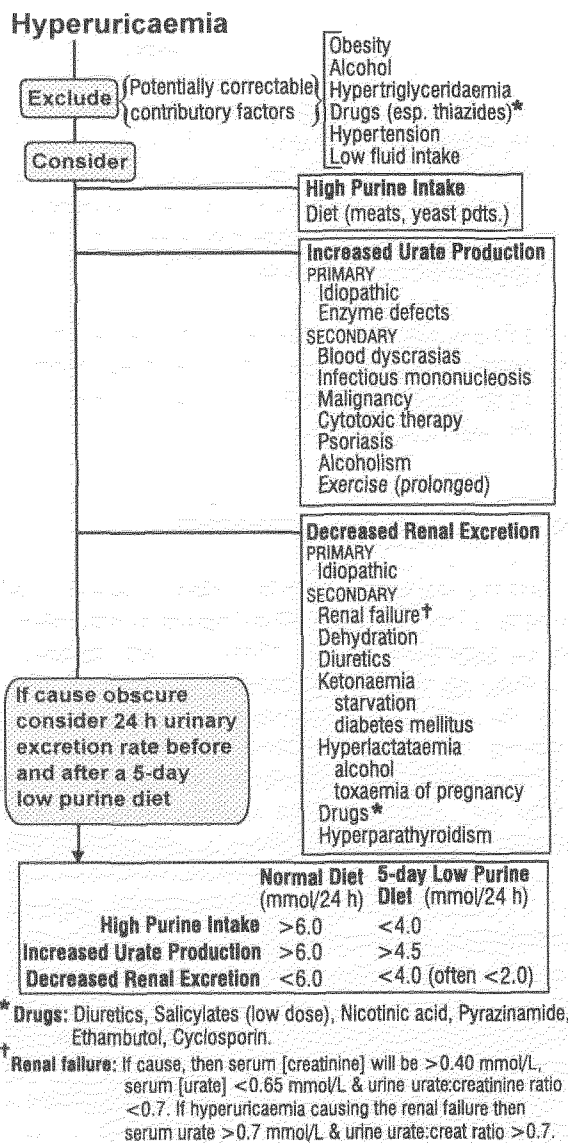 Hyperuricaemia
Exclude
Potentially correctable
contributory factors
Obesity
Alcohol
Hypertriglyceridaemia
Drugs (esp. thiazides)*
Hypertension
Low fluid intake
Consider
High Purine Intake
Diet (meats, yeast pdts.)
Increased Urate Production
PRIMARY
Idiopathic
Enzyme defects
SECONDARY
Blood dyscrasias
Infectious mononucleosis
Malignancy
Cytotoxic therapy
Psoriasis
Alcoholism
Exercise (prolonged)
Decreased Renal Excretion
PRIMARY
Idiopathic
SECONDARY
Renal failure†
Dehydration
Diuretics
Ketonaemia
starvation
diabetes mellitus
Hyperlactataemia
alcohol
toxaemia of pregnancy
Drugs*
Hyperparathyroidism
If cause obscure
consider 24 h urinary
excretion rate before
and after a 5-day
low purine diet
Normal Diet 5-day Low Purine
(mmol/24 h) Diet (mmol/24 h)
High Purine Intake >6.0 <4.0
Increased Urate Production >6.0 >4.5
Decreased Renal Excretion <6.0 <4.0 (often <2.0)
* Drugs: Diuretics, Salicylates (low dose), Nicotinic acid, Pyrazinamide,
Ethambutol, Cyclosporin.
† Renal failure: If cause, then serum [creatinine] will be >0.40 mmol/L,
serum [urate] <0.65 mmol/L & urine urate:creatinine ratio
<0.7. If hyperuricaemia causing the renal failure then
serum urate >0.7 mmol/L & urine urate:creat ratio >0.7.